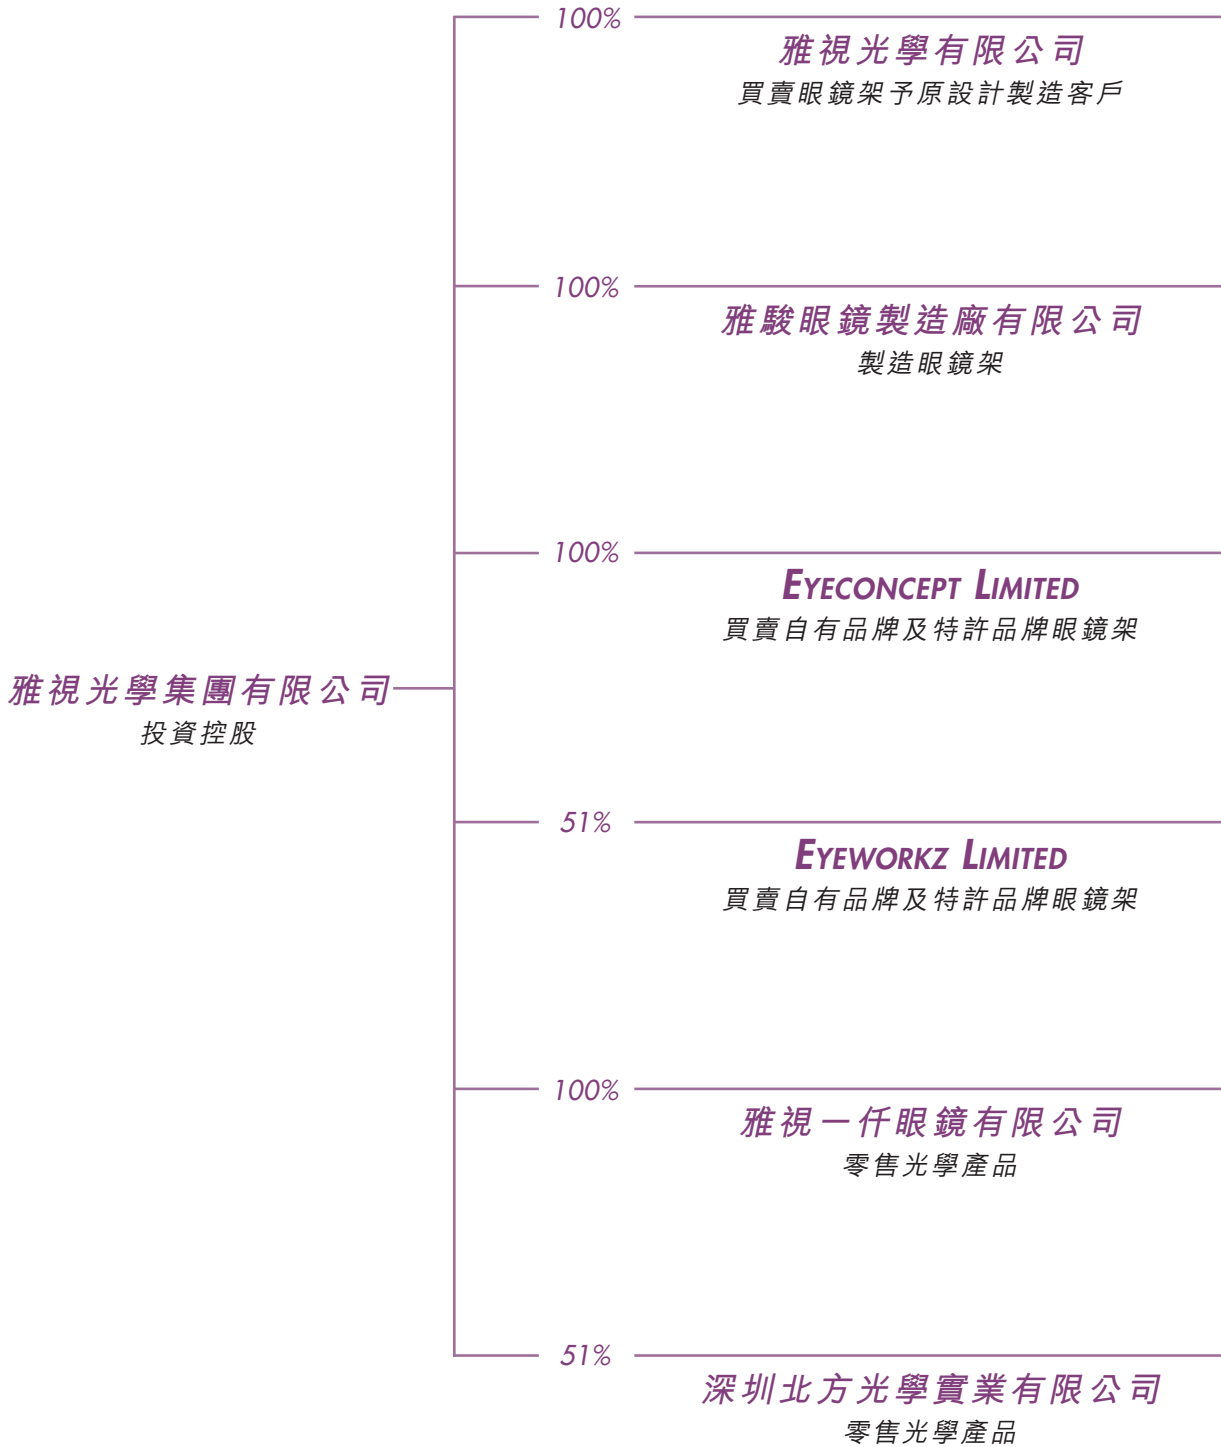 100%
雅視光學有限公司
買賣眼鏡架予原設計製造客戶
100%
雅駿眼鏡製造廠有限公司
製造眼鏡架
100%
EYECONCEPT LIMITED
買賣自有品牌及特許品牌眼鏡架
雅視光學集團有限公司
投資控股
51%
EYEWORKZ LIMITED
買賣自有品牌及特許品牌眼鏡架
100%
雅視一仟眼鏡有限公司
零售光學產品
51%
深圳北方光學實業有限公司
零售光學產品